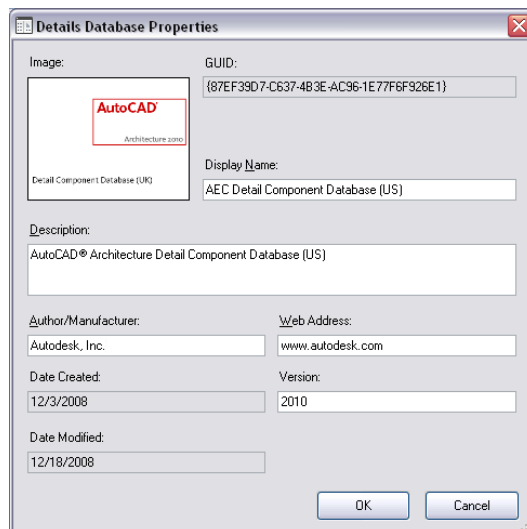 Details Database Properties
Image:
GUID:
{87EF39D7-C637-4B3E-AC96-1E77F6F926E1}
AutoCAD
Architecture 2010
Detail Component Database (UK)
Display Name:
AEC Detail Component Database (US)
Description:
AutoCAD® Architecture Detail Component Database (US)
Author/Manufacturer:
Web Address:
Autodesk, Inc.
www.autodesk.com
Date Created:
Version:
12/3/2008
2010
Date Modified:
12/18/2008
OK
Cancel